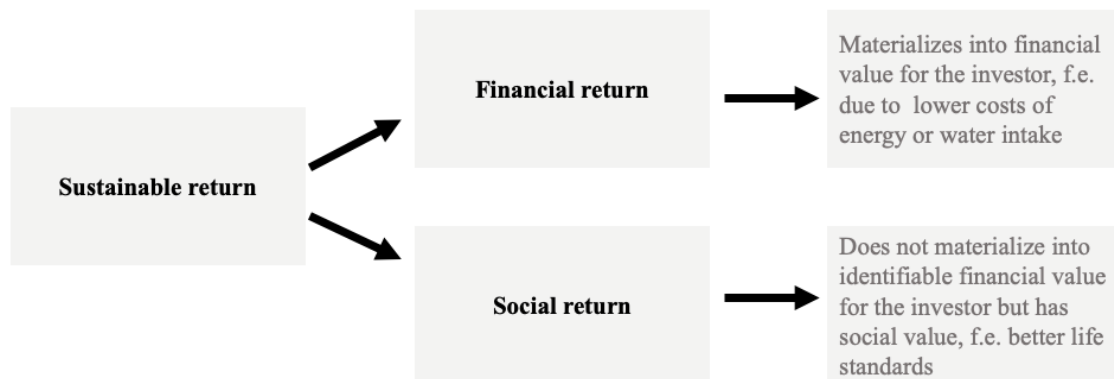 Sustainable return
Financial return
Materializes into financial
value for the investor, f.e.
due to lower costs of
energy or water intake
Social return
Does not materialize into
identifiable financial value
for the investor but has
social value, f.e. better life
standards